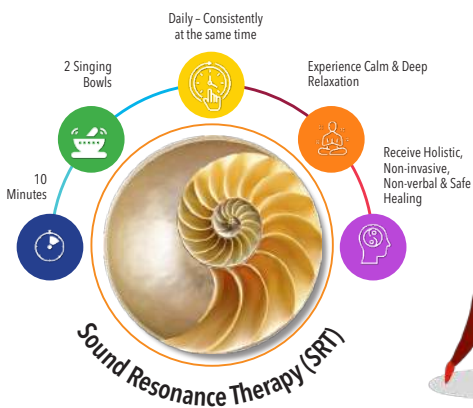 10
Minutes
2 Singing
Bowls
Daily – Consistently
at the same time
Experience Calm & Deep
Relaxation
Receive Holistic,
Non-invasive,
Non-verbal & Safe
Healing
Sound Resonance Therapy (SRT)